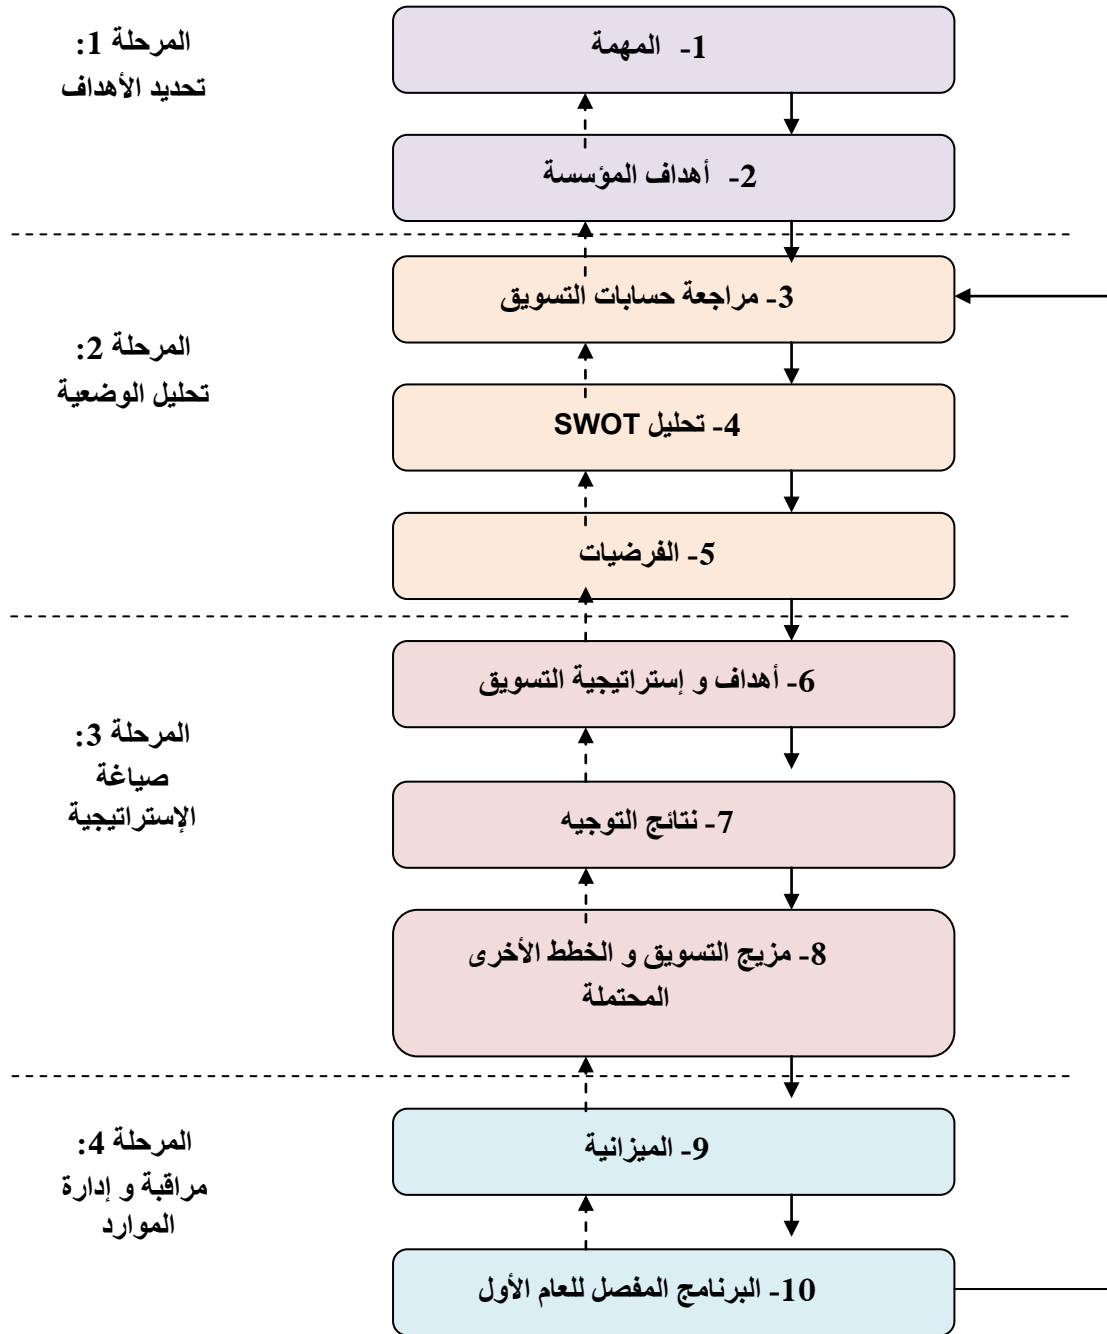 المرحلة 1:
تحديد الأهداف
1- المهمة
2- أهداف المؤسسة
المرحلة 2:
تحليل الوضعية
3- مراجعة حسابات التسويق
4- تحليل SWOT
5- الفرضيات
المرحلة 3:
صياغة
الإستراتيجية
6- أهداف و إستراتيجية التسويق
7- نتائج التوجيه
8- مزيج التسويق و الخطط الأخرى
المحتملة
المرحلة 4:
مراقبة و إدارة
الموارد
9- الميزانية
10- البرنامج المفصل للعام الأول